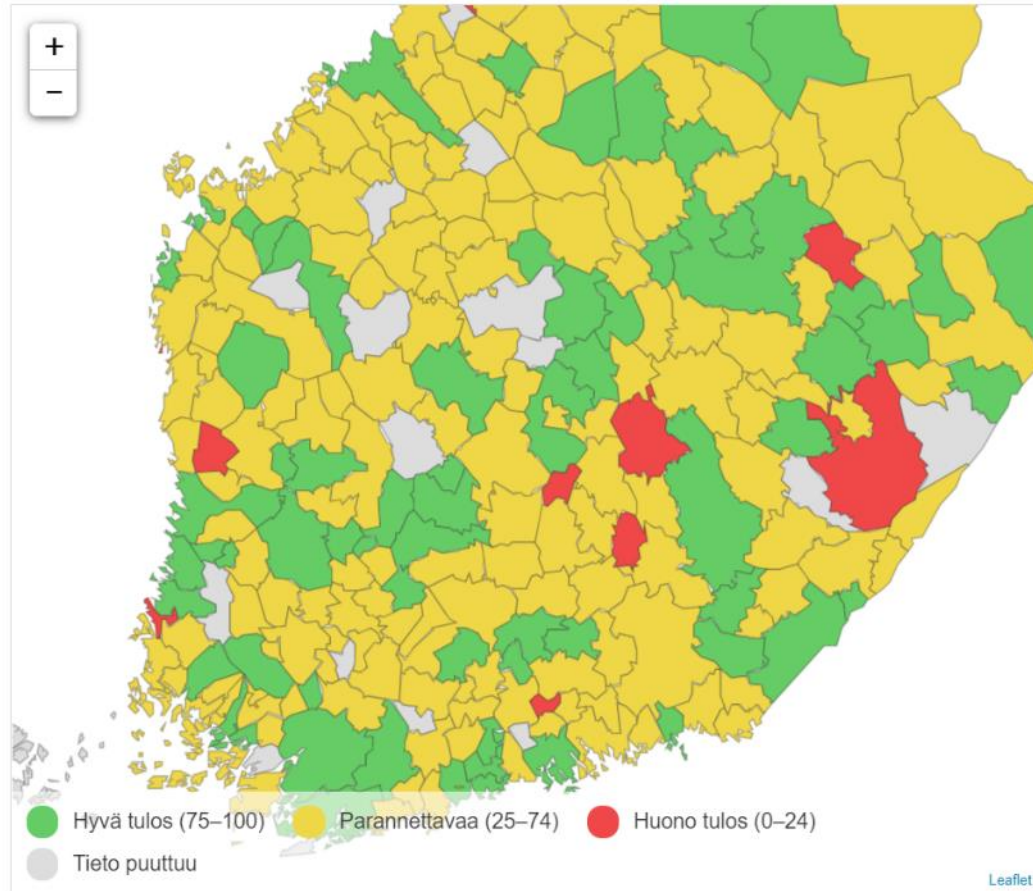 +
−
Hyvä tulos (75–100) Parannettavaa (25–74) Huono tulos (0–24)
Tieto puuttuu
Leaflet